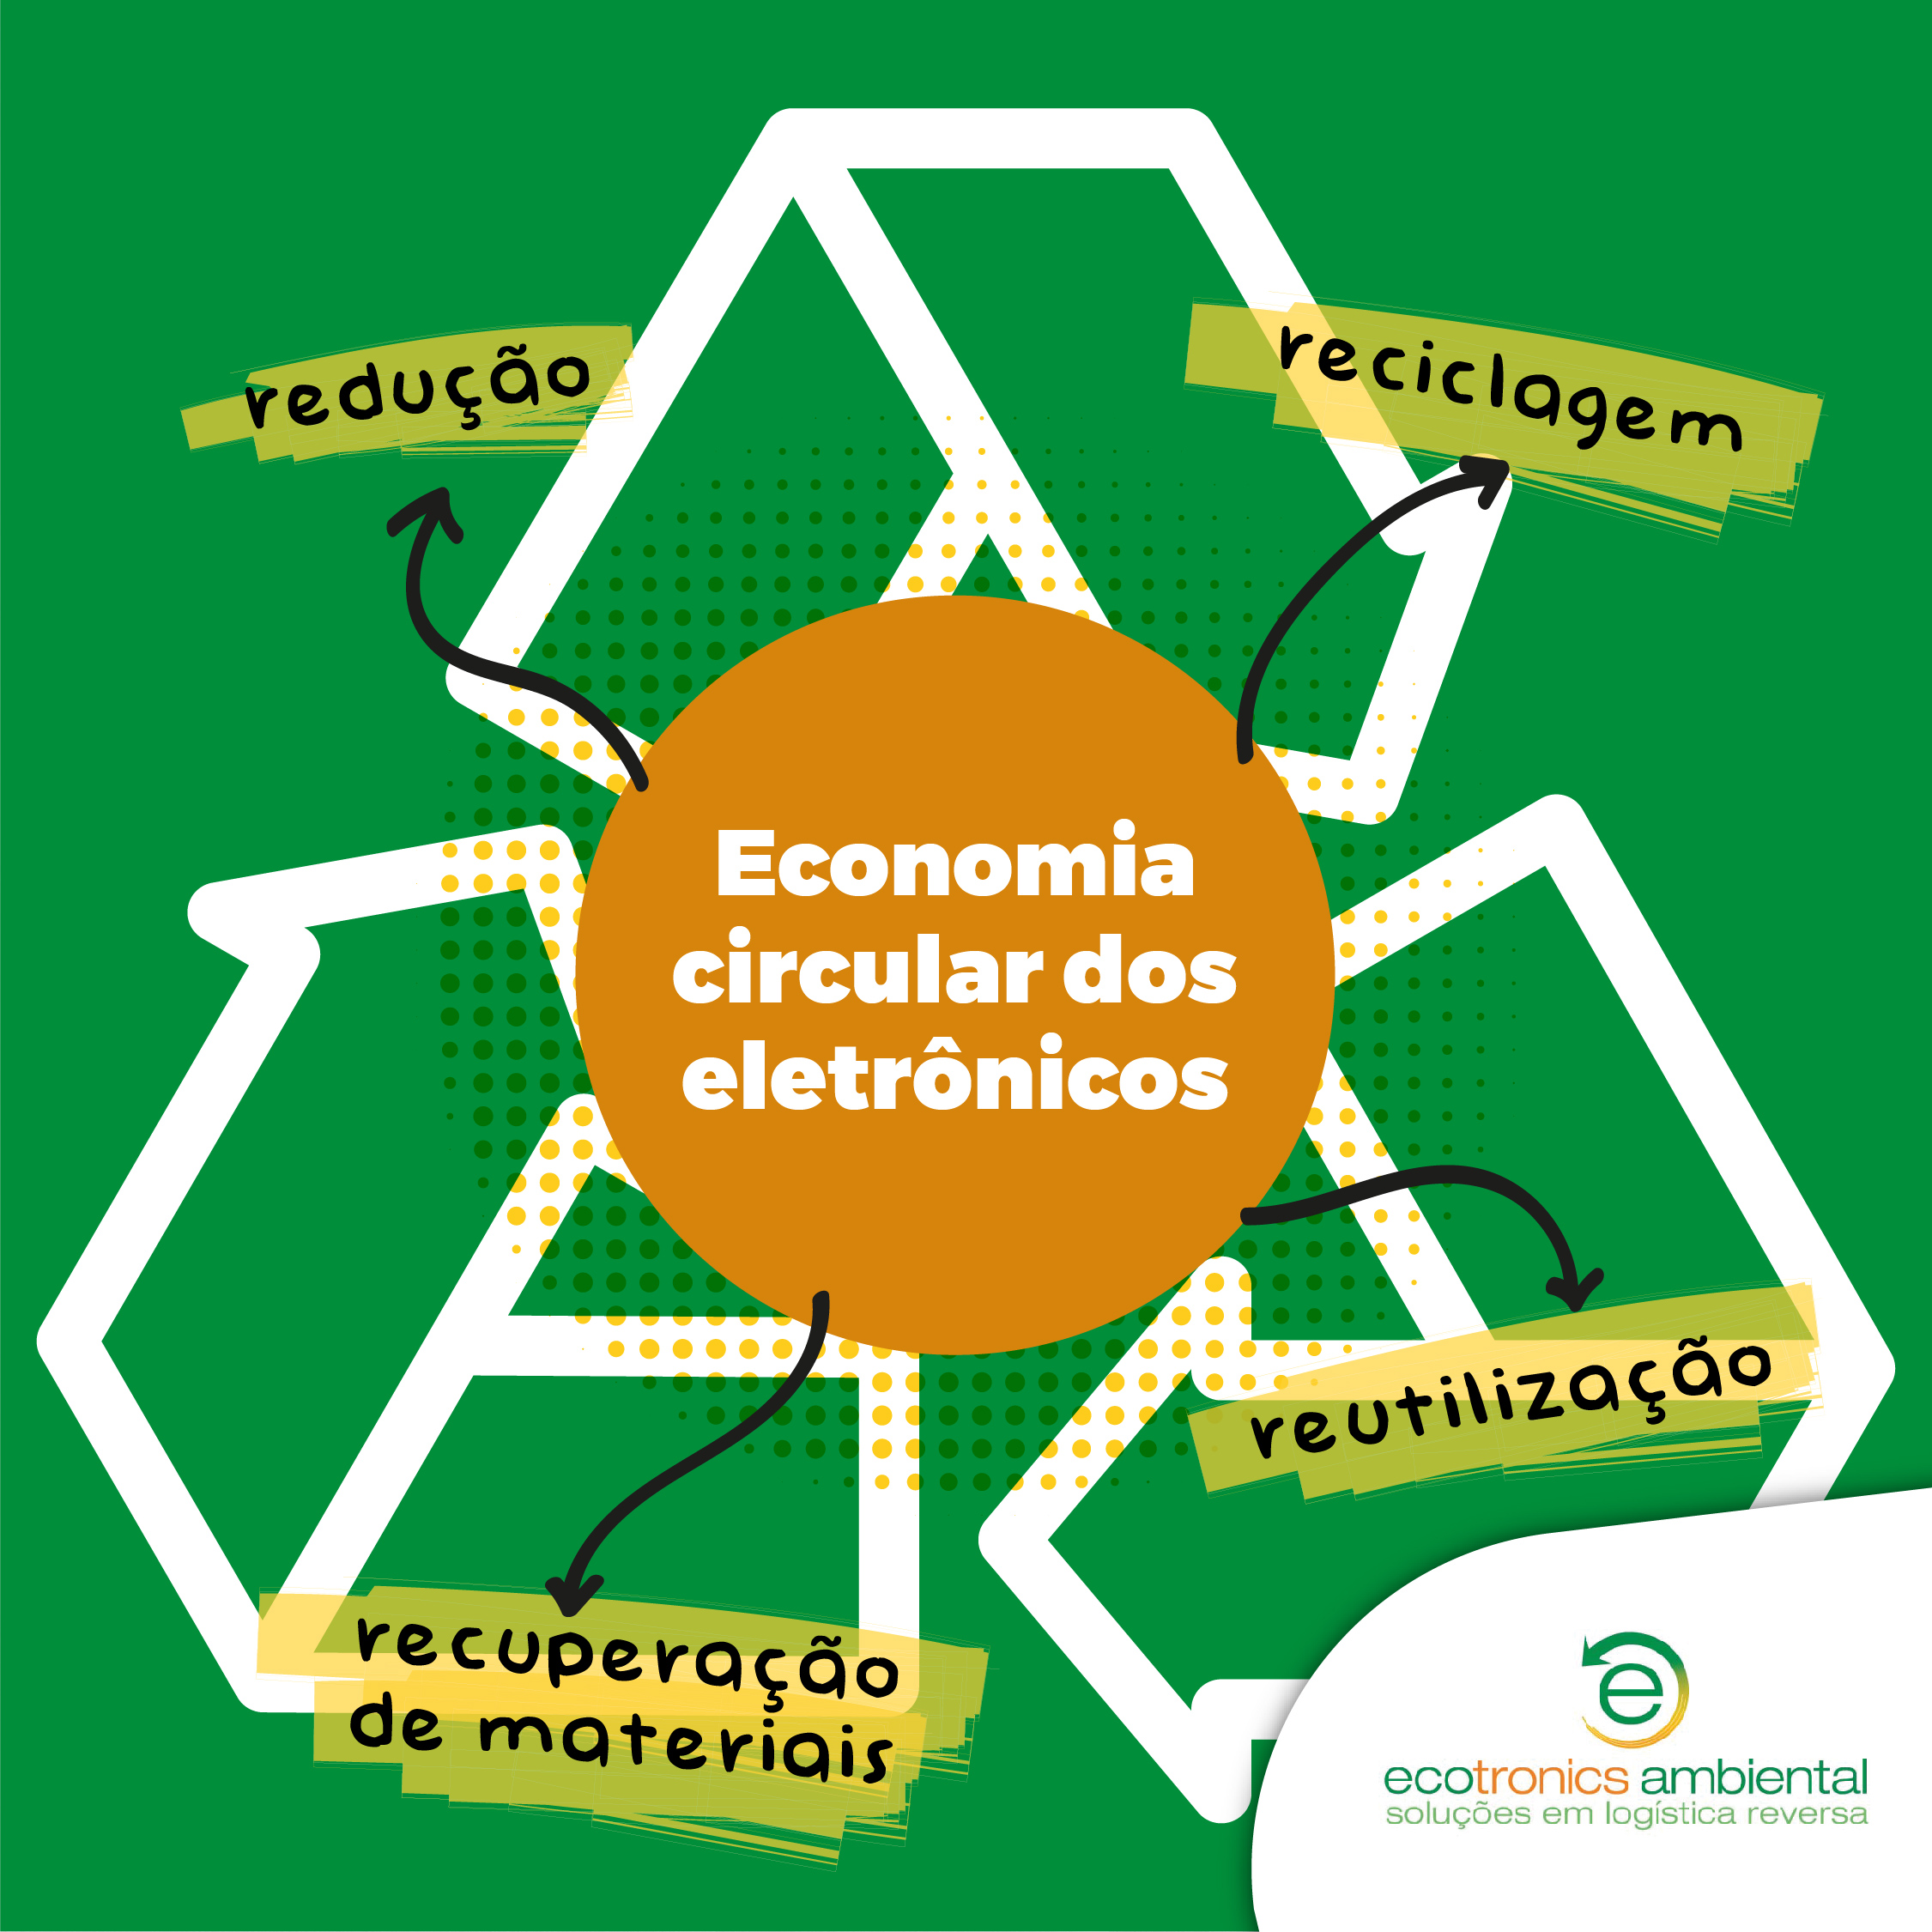 redução
reciclagem
Economia
circular dos
eletrônicos
reutilização
recuperação
de materiais
e
ecotronics ambiental
soluções em logística reversa